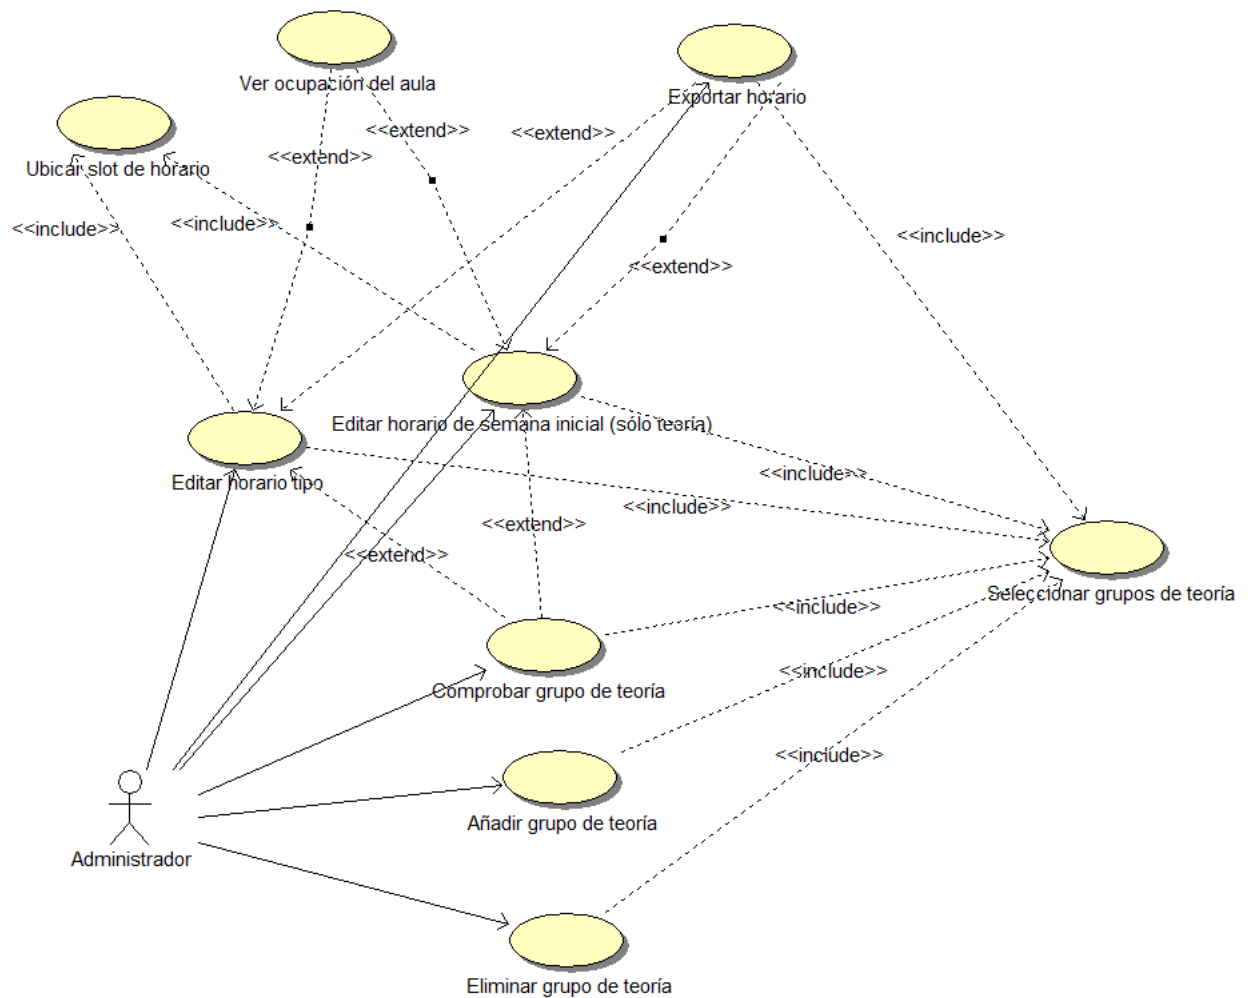 Ver ocupación del aula
Exportar horario
<<extend>>
<<extend>>
<<extend>>
Ubicar slot de horario
<<include>>
<<include>>
<<include>>
<<extend>>
Editar horario de semana inicial (sólo teoría)
Editar horario tipo
<<include>>
<<include>>
<<extend>>
<<extend>>
Seleccionar grupos de teoría
<<include>>
Comprobar grupo de teoría
<<include>>
<<include>>
Añadir grupo de teoría
Administrador
Eliminar grupo de teoría